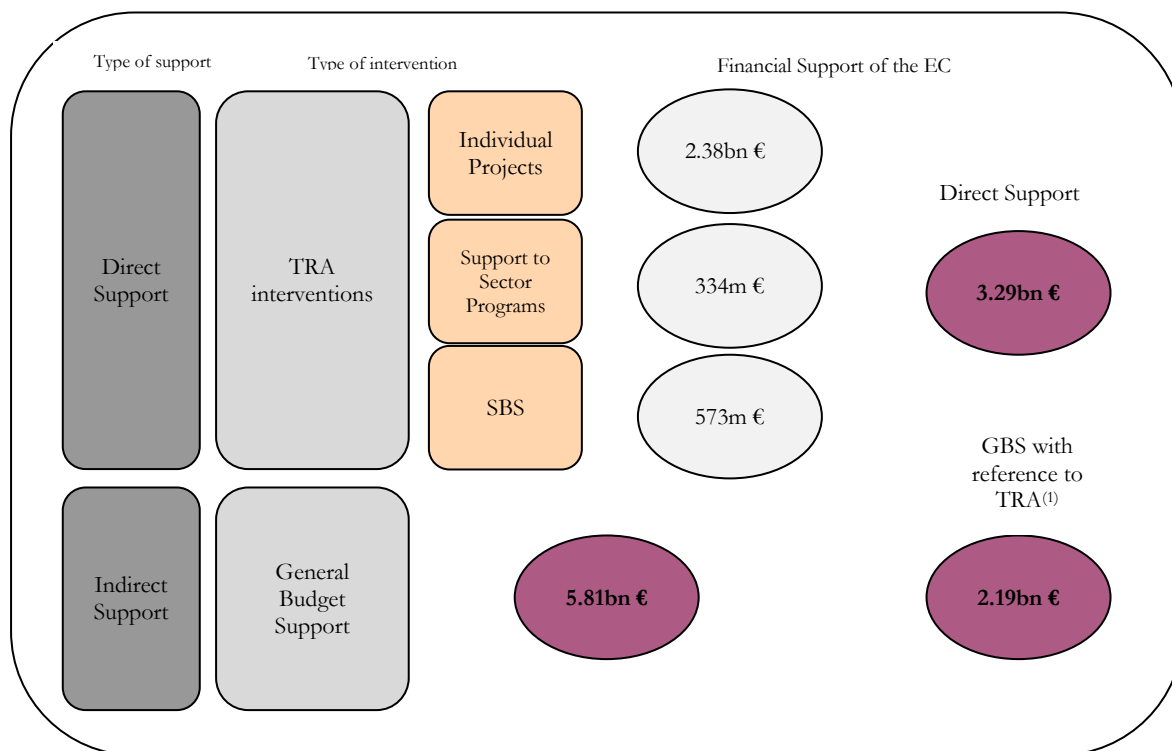 Type of support
Type of intervention
Financial Support of the EC
Direct
Support
TRA
interventions
Individual
Projects
2.38bn €
Support to
Sector
Programs
334m €
SBS
573m €
Direct Support
3.29bn €
Indirect
Support
General
Budget
Support
5.81bn €
GBS with
reference to
TRA(1)
2.19bn €